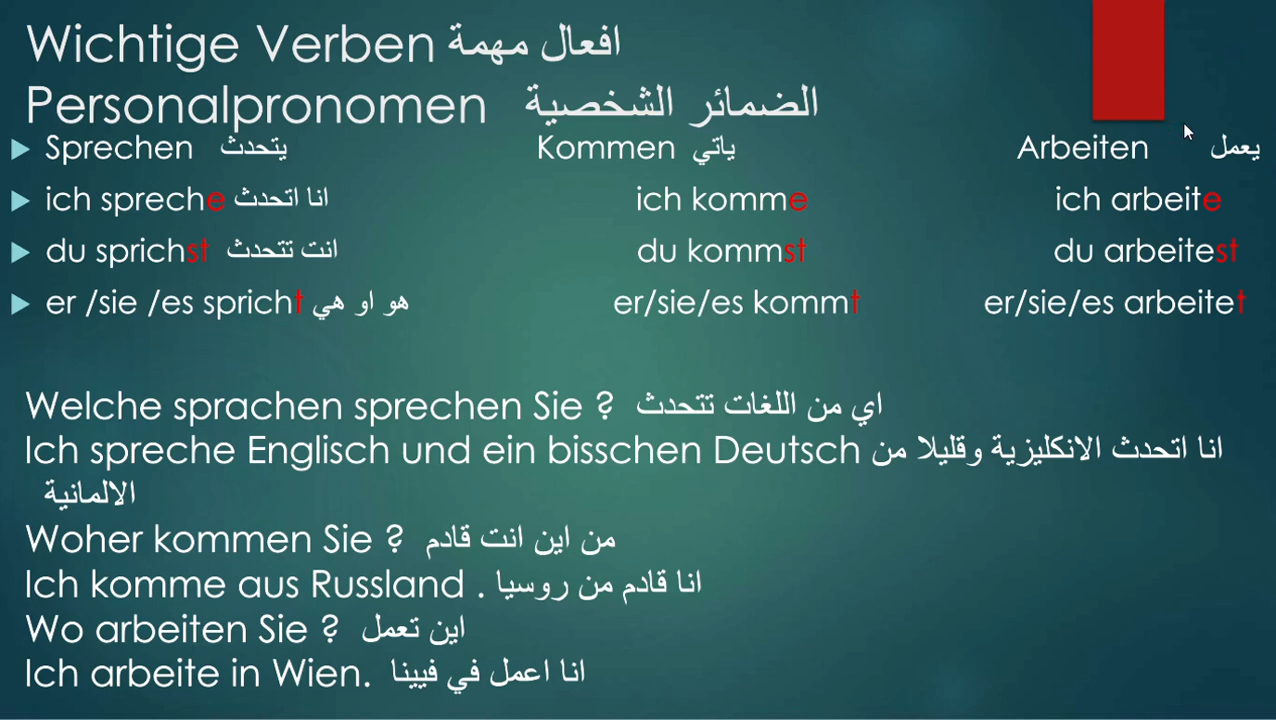 Wichtige Verben افعال مهمة
Personalpronomen الضمائر الشخصية
Sprechen يتحدث Kommen ياتي Arbeiten يعمل
ich spreche انا اتحدث ich komme ich arbeite
du sprichst انت تتحدث du kommst du arbeitest
er /sie /es spricht هو او هي er/sie/es kommt er/sie/es arbeitet
Welche sprachen sprechen Sie ? اي من اللغات تتحدث
Ich spreche Englisch und ein bisschen Deutsch انا اتحدث الانكليزية وقليلا من
الالمانية
Woher kommen Sie ? من اين انت قادم
Ich komme aus Russland . انا قادم من روسيا
Wo arbeiten Sie ? اين تعمل
Ich arbeite in Wien. انا اعمل في فيينا